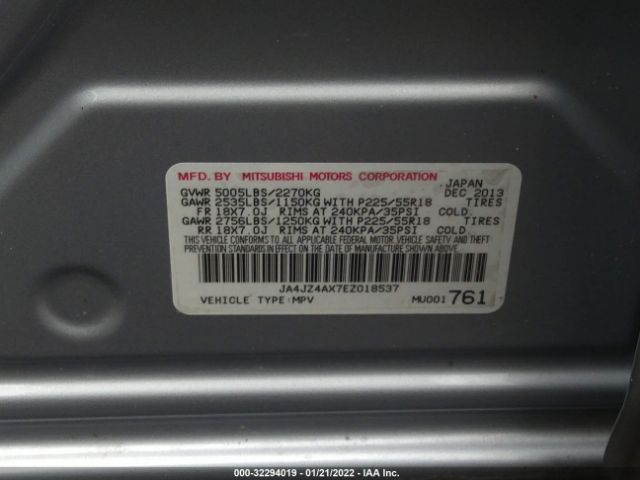 MFD. BY MITSUBISHI MOTORS CORPORATION
JAPAN
GVWR 5005LBS/2270KG DEC 2013
GAWR 2535LBS/1150KG WITH P225/55R18 TIRES
FR 18X7.0J RIMS AT 240KPA/35PSI COLD.
GAWR 2756LBS/1250KG WITH P225/55R18 TIRES
RR 18X7.0J RIMS AT 240KPA/35PSI COLD.
THIS VEHICLE CONFORMS TO ALL APPLICABLE FEDERAL MOTOR VEHICLE SAFETY AND THEFT
PREVENTION STANDARDS IN EFFECT ON THE DATE OF MANUFACTURE SHOWN ABOVE.
JA4JZ4AX7EZ018537
VEHICLE TYPE:MPV MU001 761
000-32294019 - 01/21/2022 - IAA Inc.